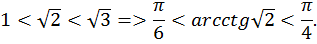 1 < √2 < √3 => π/6 < arcctg√2 < π/4.